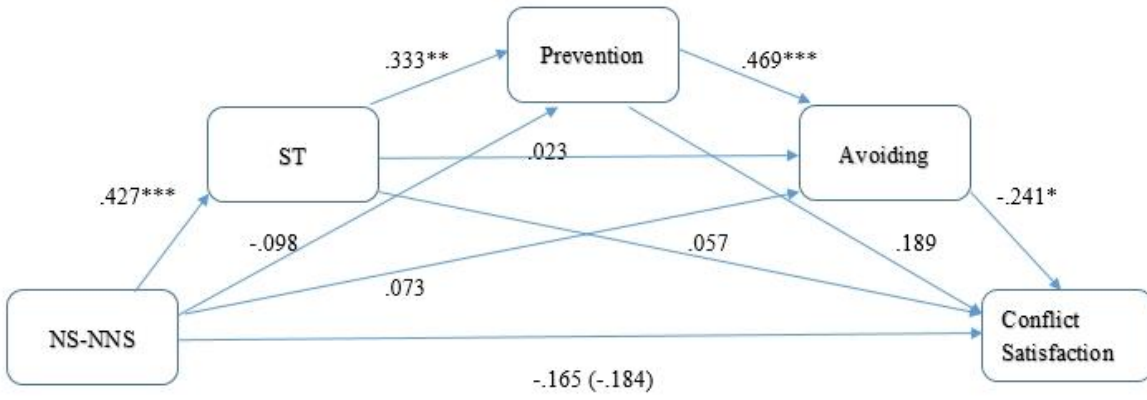 .333**
Prevention
.469***
ST
.023
Avoiding
.427***
-.241*
-.098
.057
.189
.073
NS-NNS
Conflict
Satisfaction
-.165 (-.184)